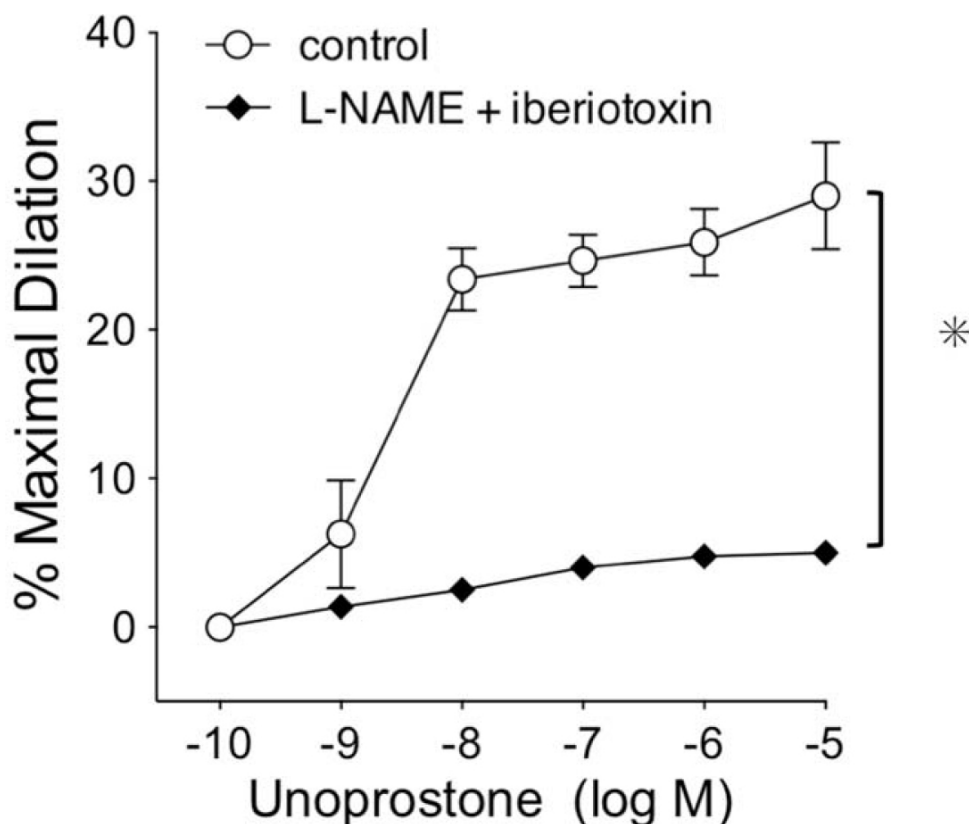 40
control
L-NAME + iberiotoxin
30
20
10
0
% Maximal Dilation
*
-10 -9 -8 -7 -6 -5
Unoprostone (log M)